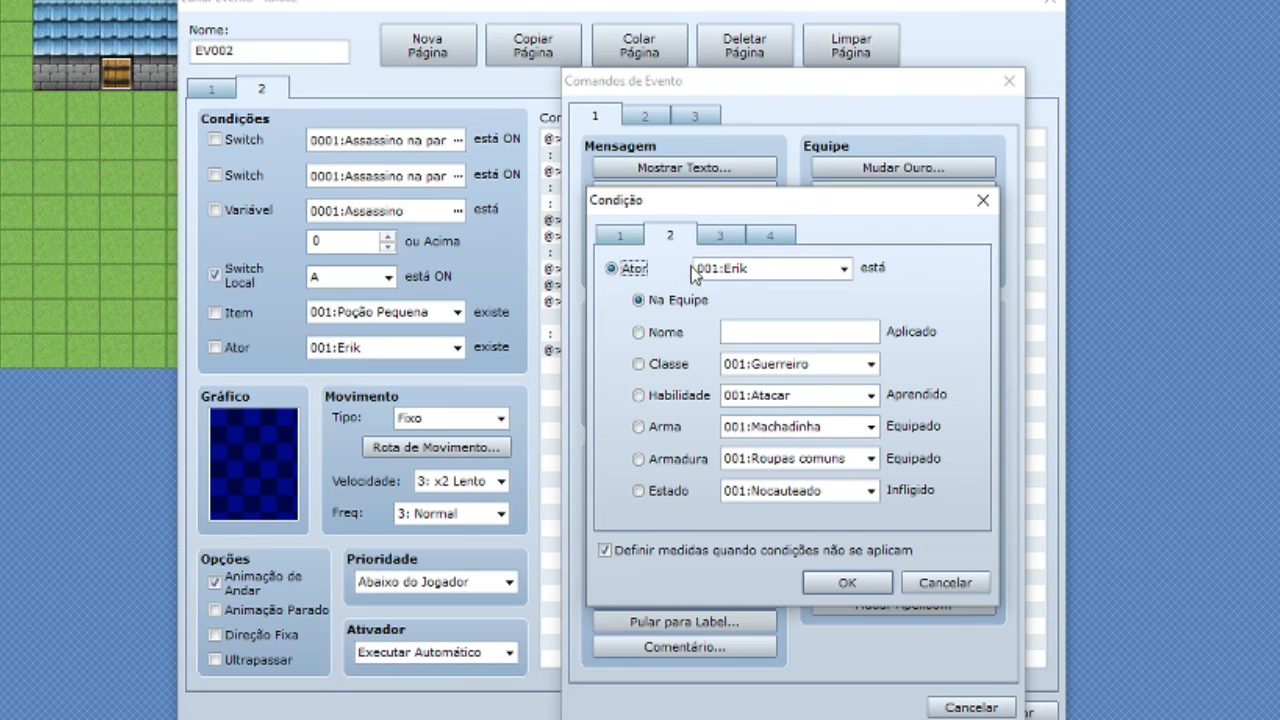 Nome:
EV002
Nova Página
Copiar Página
Colar Página
Deletar Página
Limpar Página
1
2
Condições
Switch
0001:Assassino na par ...
está ON
Switch
0001:Assassino na par ...
está ON
Variável
0001:Assassino ...
está
0
ou Acima
Switch Local
A
está ON
Item
001:Poção Pequena
existe
Ator
001:Erik
existe
Gráfico
Movimento
Tipo:
Fixo
Rota de Movimento...
Velocidade:
3: x2 Lento
Freq:
3: Normal
Opções
Animação de Andar
Animação Parado
Direção Fixa
Ultrapassar
Prioridade
Abaixo do Jogador
Ativador
Executar Automático
Comandos de Evento
1
2
3
Mensagem
Mostrar Texto...
Equipe
Mudar Ouro...
Condição
1
2
3
4
Ator
001:Erik
está
Na Equipe
Nome
Aplicado
Classe
001:Guerreiro
Habilidade
001:Atacar
Aprendido
Arma
001:Machadinha
Equipado
Armadura
001:Roupas comuns
Equipado
Estado
001:Nocauteado
Infligido
Definir medidas quando condições não se aplicam
OK
Cancelar
Pular para Label...
Comentário...
Cancelar